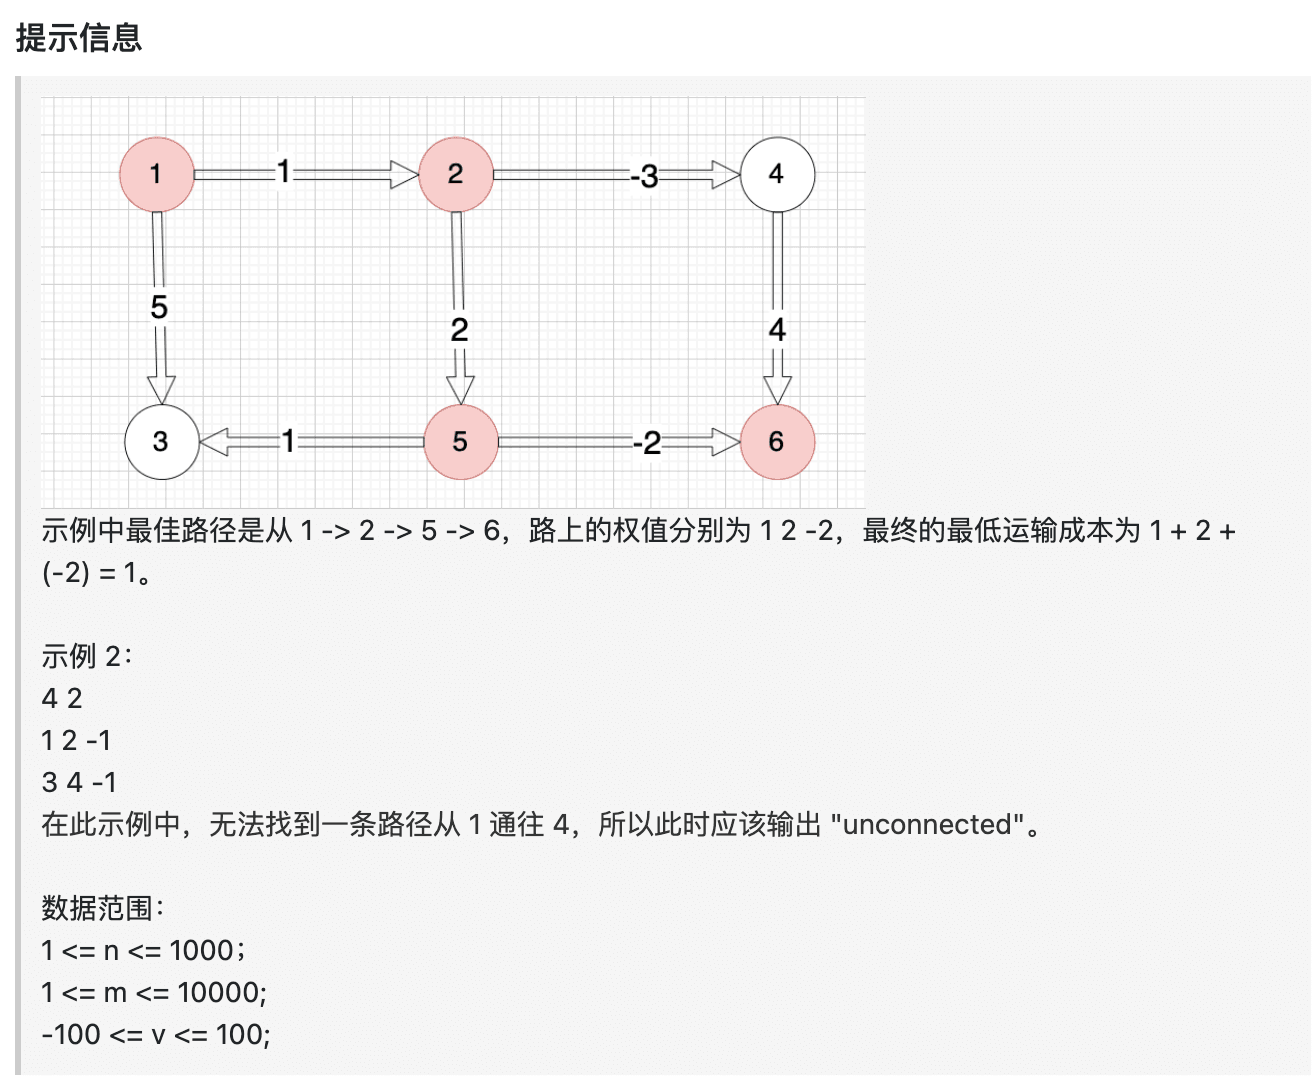 提示信息
1 1 2 -3 4
5 2 4
3 1 5 -2 6
示例中最佳路径是从 1 -> 2 -> 5 -> 6，路上的权值分别为 1 2 -2，最终的最低运输成本为 1 + 2 +
(-2) = 1。
示例 2：
4 2
1 2 -1
3 4 -1
在此示例中，无法找到一条路径从 1 通往 4，所以此时应该输出 "unconnected"。
数据范围：
1 <= n <= 1000；
1 <= m <= 10000;
-100 <= v <= 100;